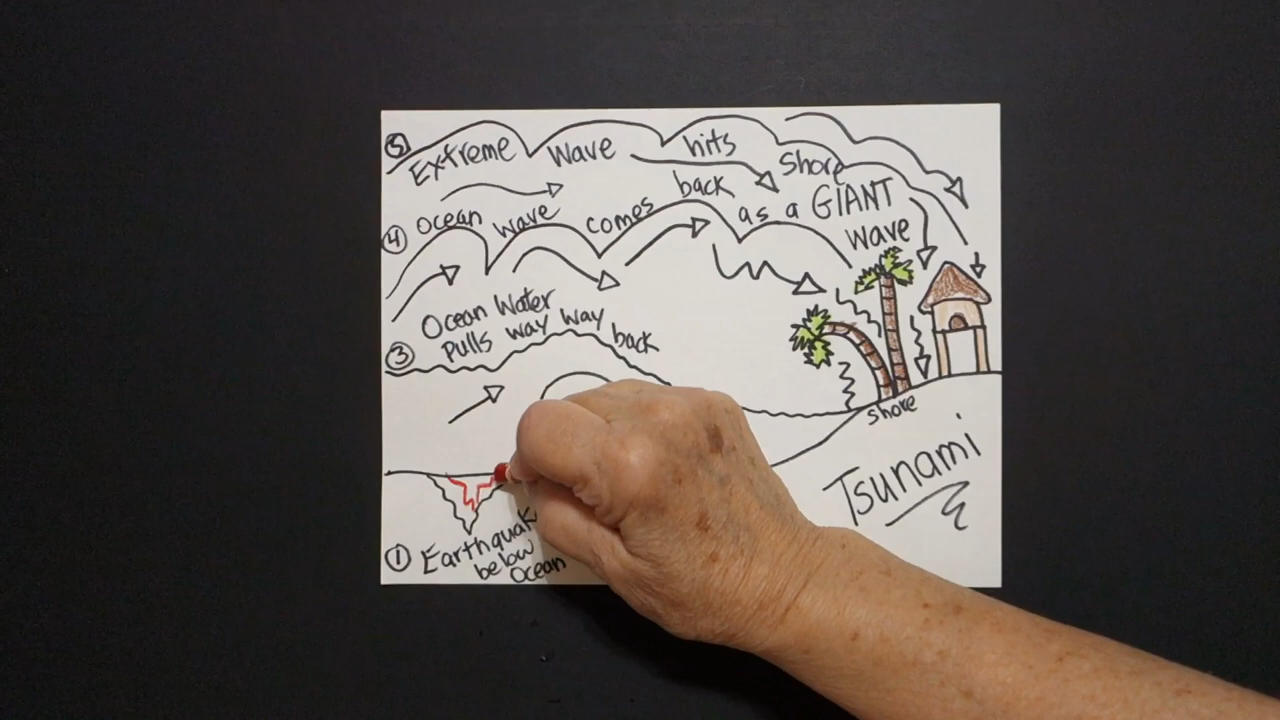 5 Extreme Wave hits Shore
4 Ocean wave comes back as a GIANT
wave
3 Ocean Water
pulls way way back
shore
Tsunami
1
below
Ocean